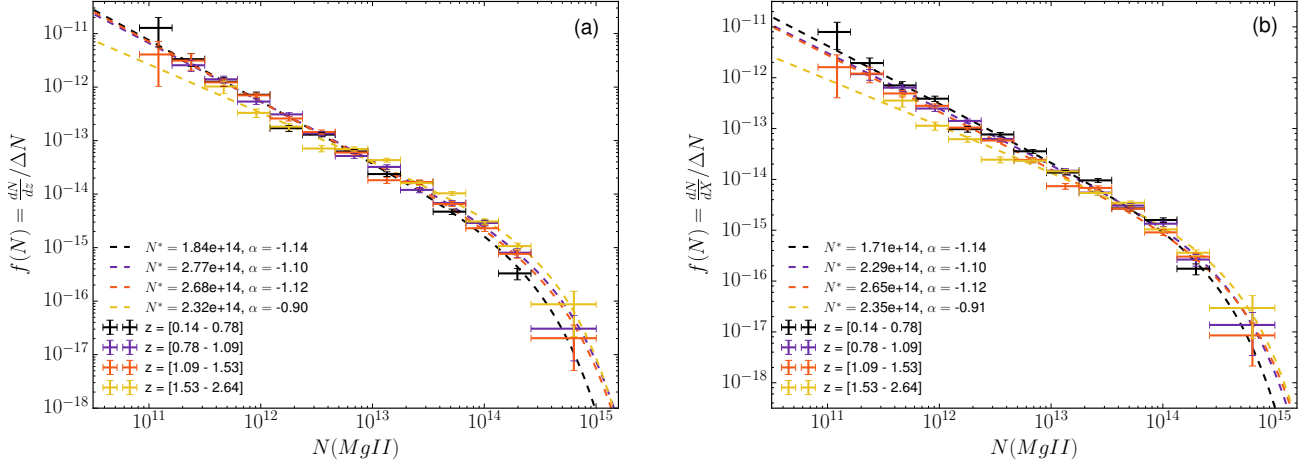 (a)
10^{-11}
10^{-12}
10^{-13}
10^{-14}
10^{-15}
10^{-16}
10^{-17}
10^{-18}
f(N) = \frac{dN}{dz}/\Delta N
N* = 1.84e+14, α = -1.14
N* = 2.77e+14, α = -1.10
N* = 2.68e+14, α = -1.12
N* = 2.32e+14, α = -0.90
z = [0.14 - 0.78]
z = [0.78 - 1.09]
z = [1.09 - 1.53]
z = [1.53 - 2.64]
10^{11} 10^{12} 10^{13} 10^{14} 10^{15}
N(MgII)
(b)
10^{-11}
10^{-12}
10^{-13}
10^{-14}
10^{-15}
10^{-16}
10^{-17}
10^{-18}
f(N) = \frac{dN}{dX}/\Delta N
N* = 1.71e+14, α = -1.14
N* = 2.29e+14, α = -1.10
N* = 2.65e+14, α = -1.12
N* = 2.35e+14, α = -0.91
z = [0.14 - 0.78]
z = [0.78 - 1.09]
z = [1.09 - 1.53]
z = [1.53 - 2.64]
10^{11} 10^{12} 10^{13} 10^{14} 10^{15}
N(MgII)